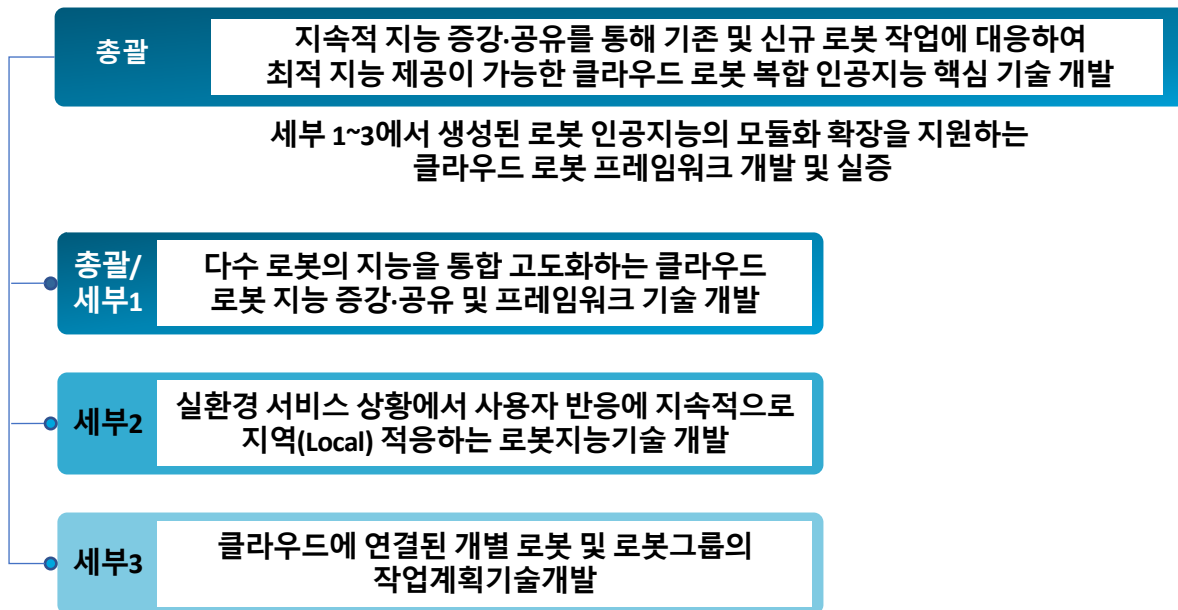 총괄
지속적 지능 증강·공유를 통해 기존 및 신규 로봇 작업에 대응하여
최적 지능 제공이 가능한 클라우드 로봇 복합 인공지능 핵심 기술 개발
세부 1~3에서 생성된 로봇 인공지능의 모듈화 확장을 지원하는
클라우드 로봇 프레임워크 개발 및 실증
총괄/
세부1
다수 로봇의 지능을 통합 고도화하는 클라우드
로봇 지능 증강·공유 및 프레임워크 기술 개발
세부2
실환경 서비스 상황에서 사용자 반응에 지속적으로
지역(Local) 적응하는 로봇지능기술 개발
세부3
클라우드에 연결된 개별 로봇 및 로봇그룹의
작업계획기술개발